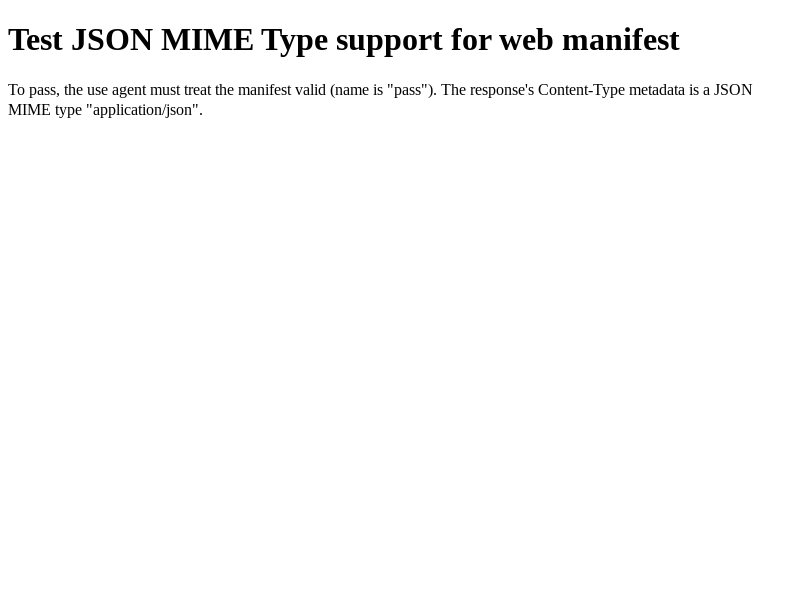 Test JSON MIME Type support for web manifest
To pass, the use agent must treat the manifest valid (name is "pass"). The response's Content-Type metadata is a JSON
MIME type "application/json".